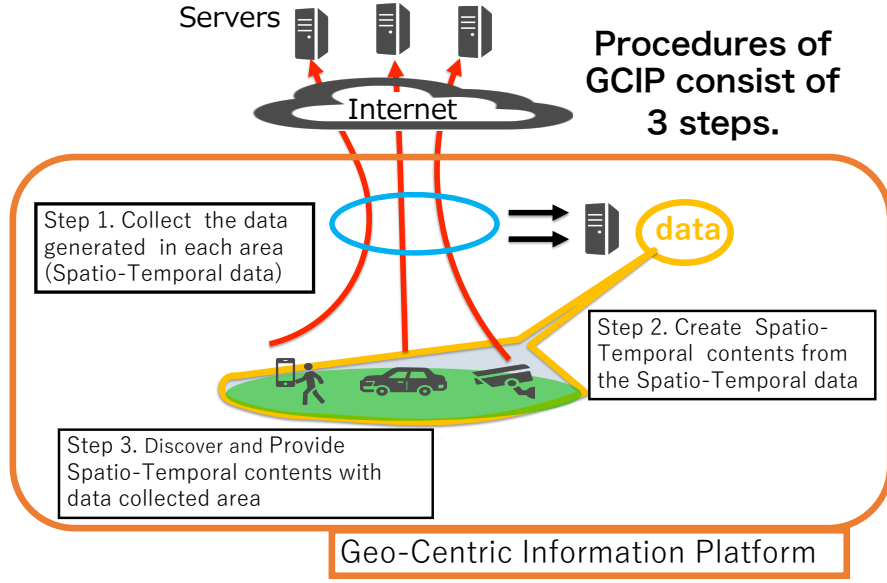 Servers
Procedures of
GCIP consist of
3 steps.
Internet
Step 1. Collect the data
generated in each area
(Spatio-Temporal data)
data
Step 2. Create Spatio-
Temporal contents from
the Spatio-Temporal data
Step 3. Discover and Provide
Spatio-Temporal contents with
data collected area
Geo-Centric Information Platform